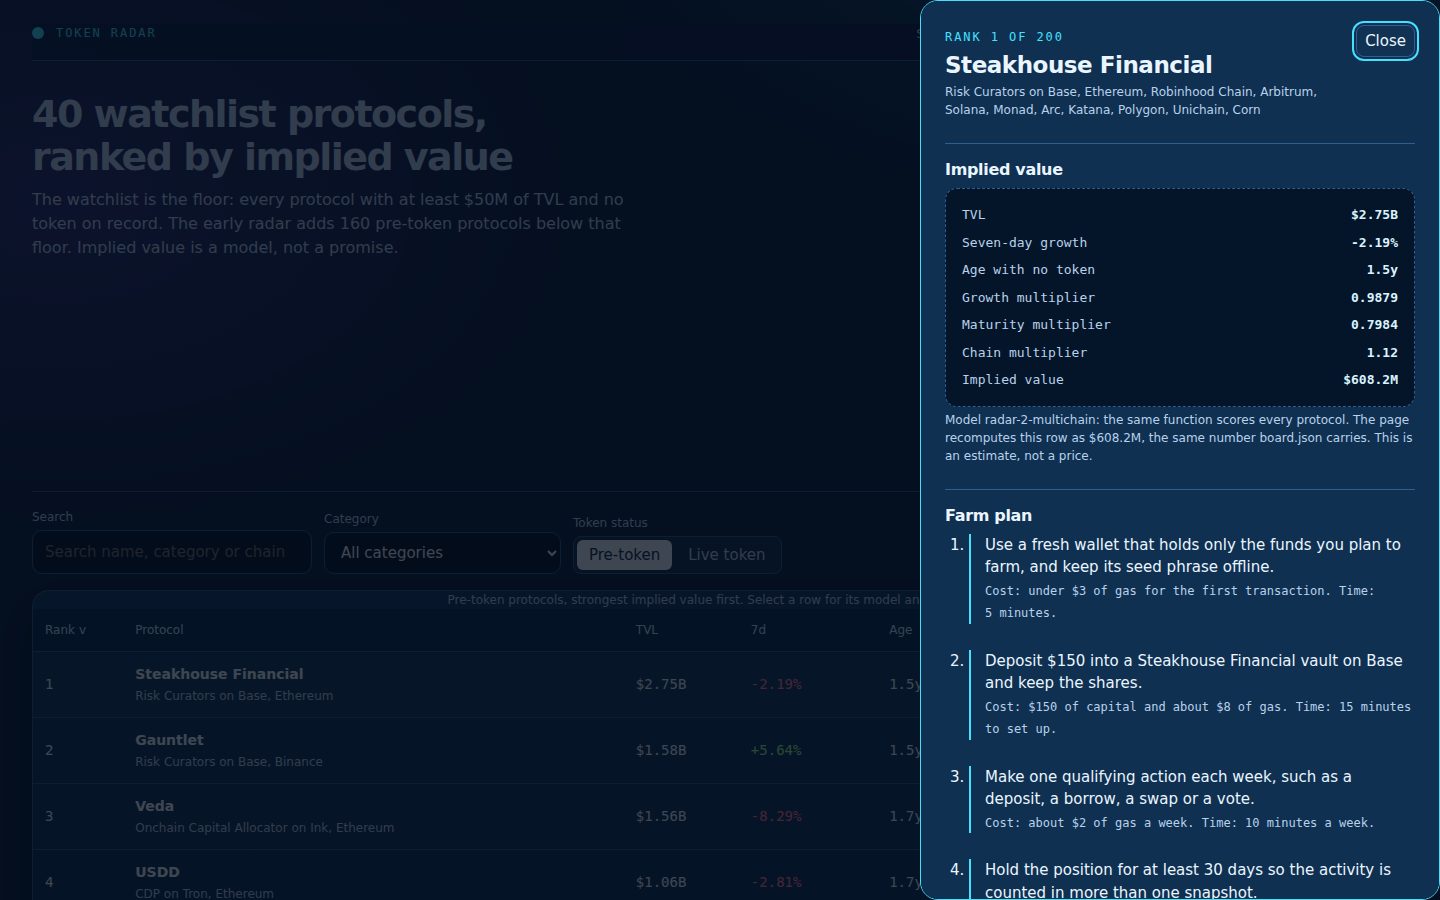 TOKEN RADAR
40 watchlist protocols,
ranked by implied value
The watchlist is the floor: every protocol with at least $50M of TVL and no
token on record. The early radar adds 160 pre-token protocols below that
floor. Implied value is a model, not a promise.
Search
Category
Token status
Search name, category or chain
All categories
Pre-token
Live token
Pre-token protocols, strongest implied value first. Select a row for its model an
Rank v Protocol TVL 7d Age
1 Steakhouse Financial $2.75B -2.19% 1.5y
Risk Curators on Base, Ethereum
2 Gauntlet $1.58B +5.64% 1.5y
Risk Curators on Base, Binance
3 Veda $1.56B -8.29% 1.7y
Onchain Capital Allocator on Ink, Ethereum
4 USDD $1.06B -2.81% 1.7y
CDP on Tron, Ethereum
RANK 1 OF 200
Close
Steakhouse Financial
Risk Curators on Base, Ethereum, Robinhood Chain, Arbitrum,
Solana, Monad, Arc, Katana, Polygon, Unichain, Corn
Implied value
TVL $2.75B
Seven-day growth -2.19%
Age with no token 1.5y
Growth multiplier 0.9879
Maturity multiplier 0.7984
Chain multiplier 1.12
Implied value $608.2M
Model radar-2-multichain: the same function scores every protocol. The page
recomputes this row as $608.2M, the same number board.json carries. This is
an estimate, not a price.
Farm plan
1. Use a fresh wallet that holds only the funds you plan to
farm, and keep its seed phrase offline.
Cost: under $3 of gas for the first transaction. Time:
5 minutes.
2. Deposit $150 into a Steakhouse Financial vault on Base
and keep the shares.
Cost: $150 of capital and about $8 of gas. Time: 15 minutes
to set up.
3. Make one qualifying action each week, such as a
deposit, a borrow, a swap or a vote.
Cost: about $2 of gas a week. Time: 10 minutes a week.
4. Hold the position for at least 30 days so the activity is
counted in more than one snapshot.